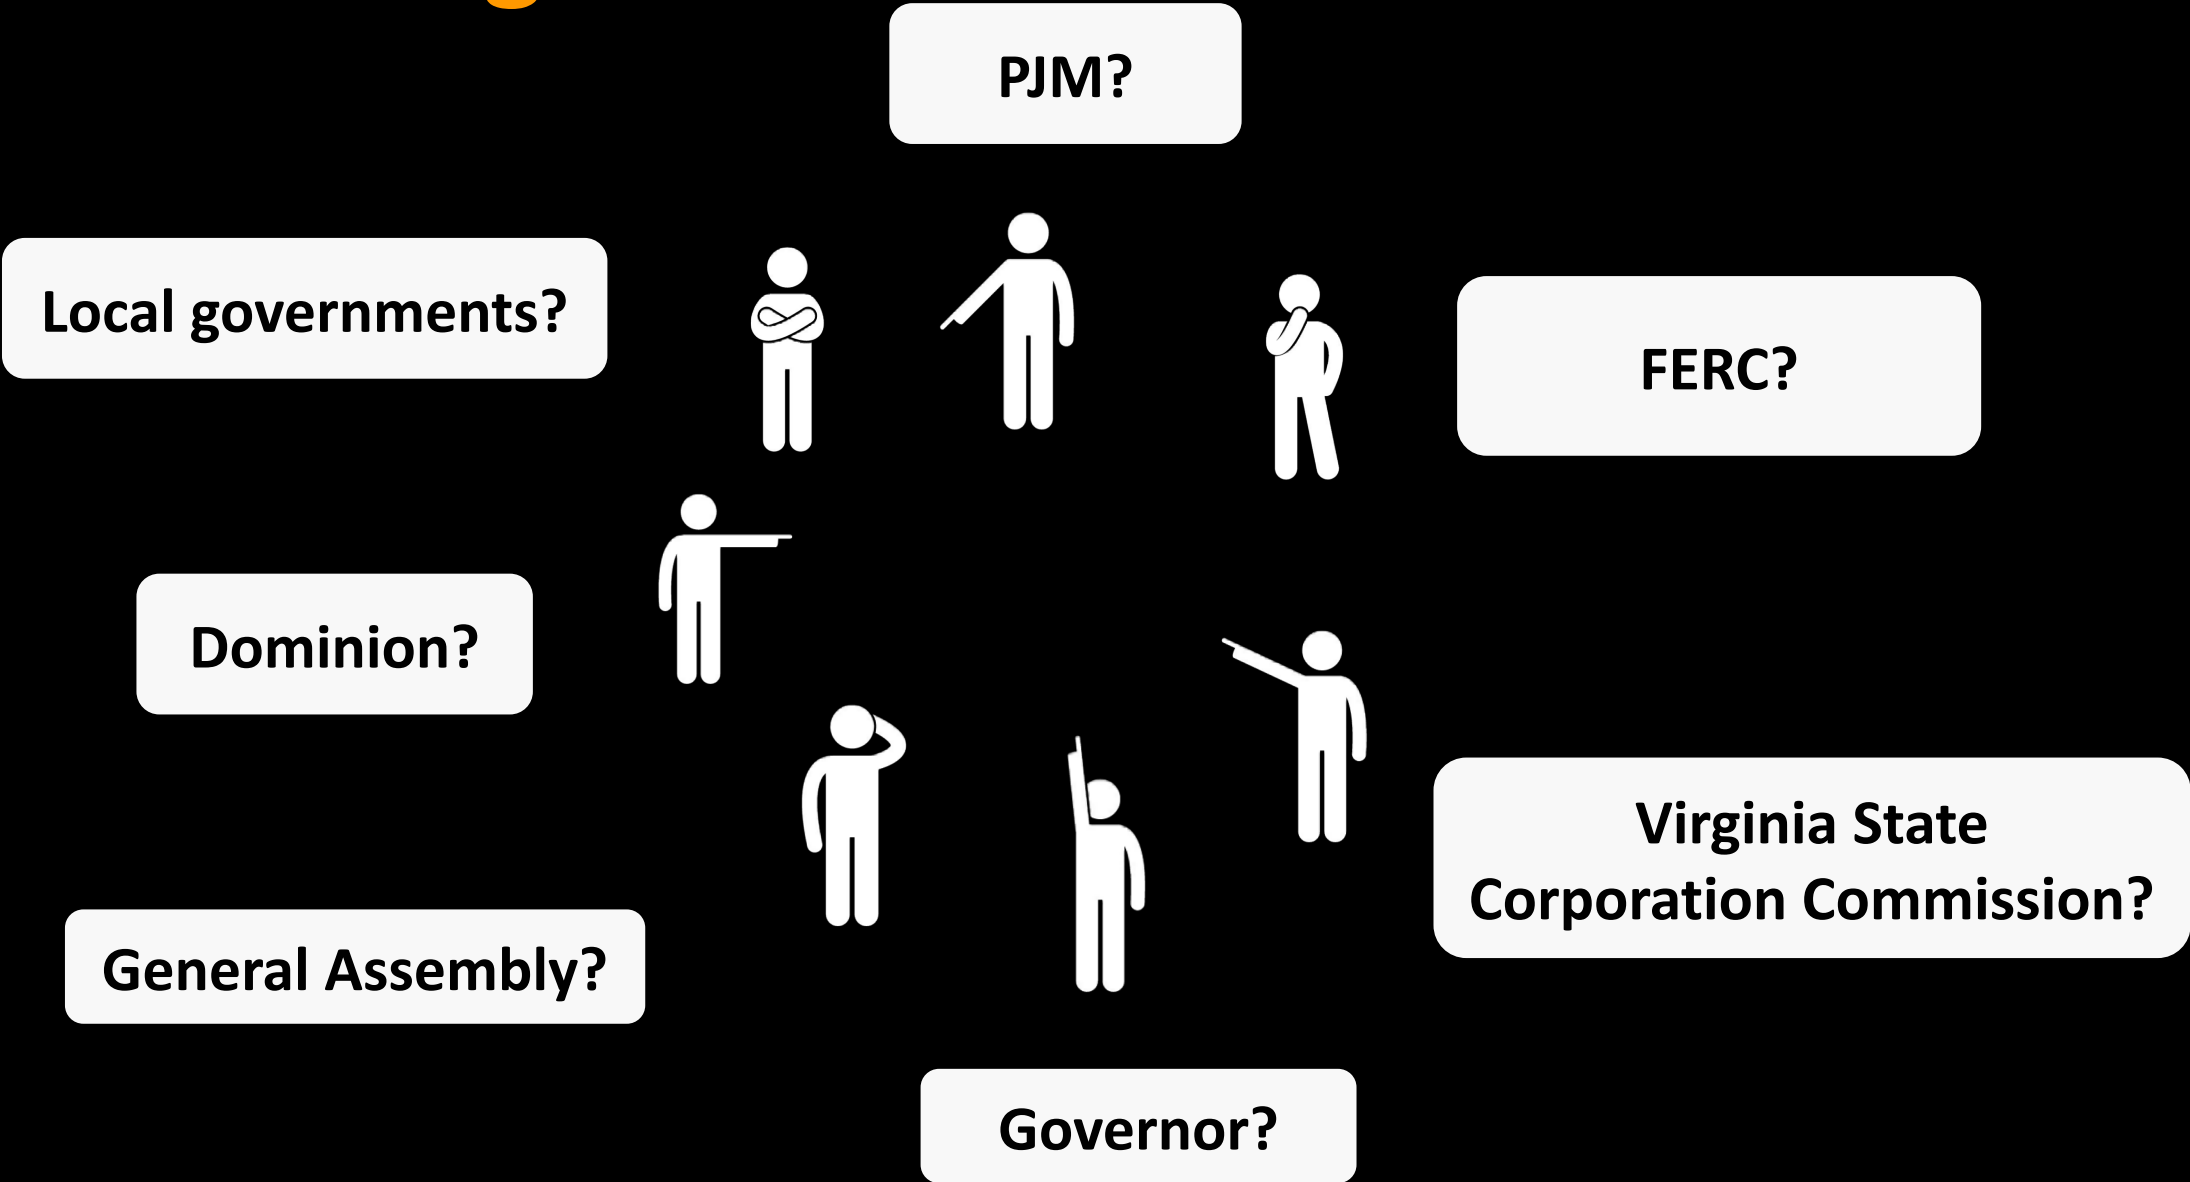 PJM?
Local governments?
FERC?
Dominion?
Virginia State
Corporation Commission?
General Assembly?
Governor?